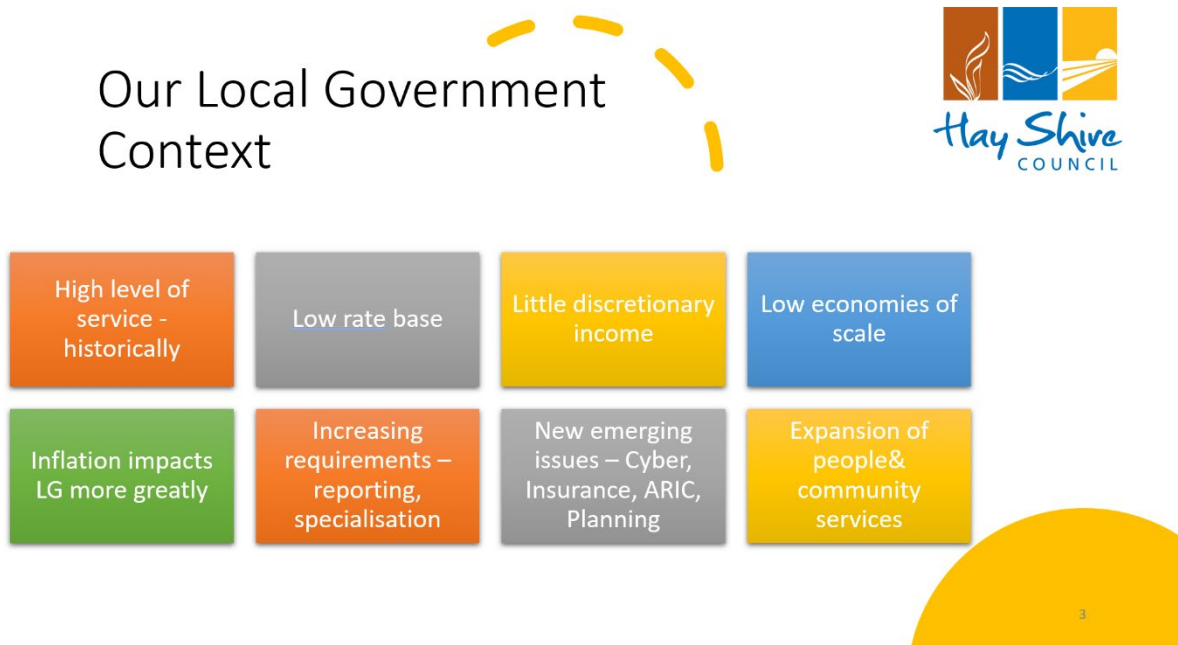 Our Local Government
Context
Hay Shire
COUNCIL
High level of
service -
historically
Low rate base
Little discretionary
income
Low economies of
scale
Inflation impacts
LG more greatly
Increasing
requirements –
reporting,
specialisation
New emerging
issues – Cyber,
Insurance, ARIC,
Planning
Expansion of
people&
community
services
3